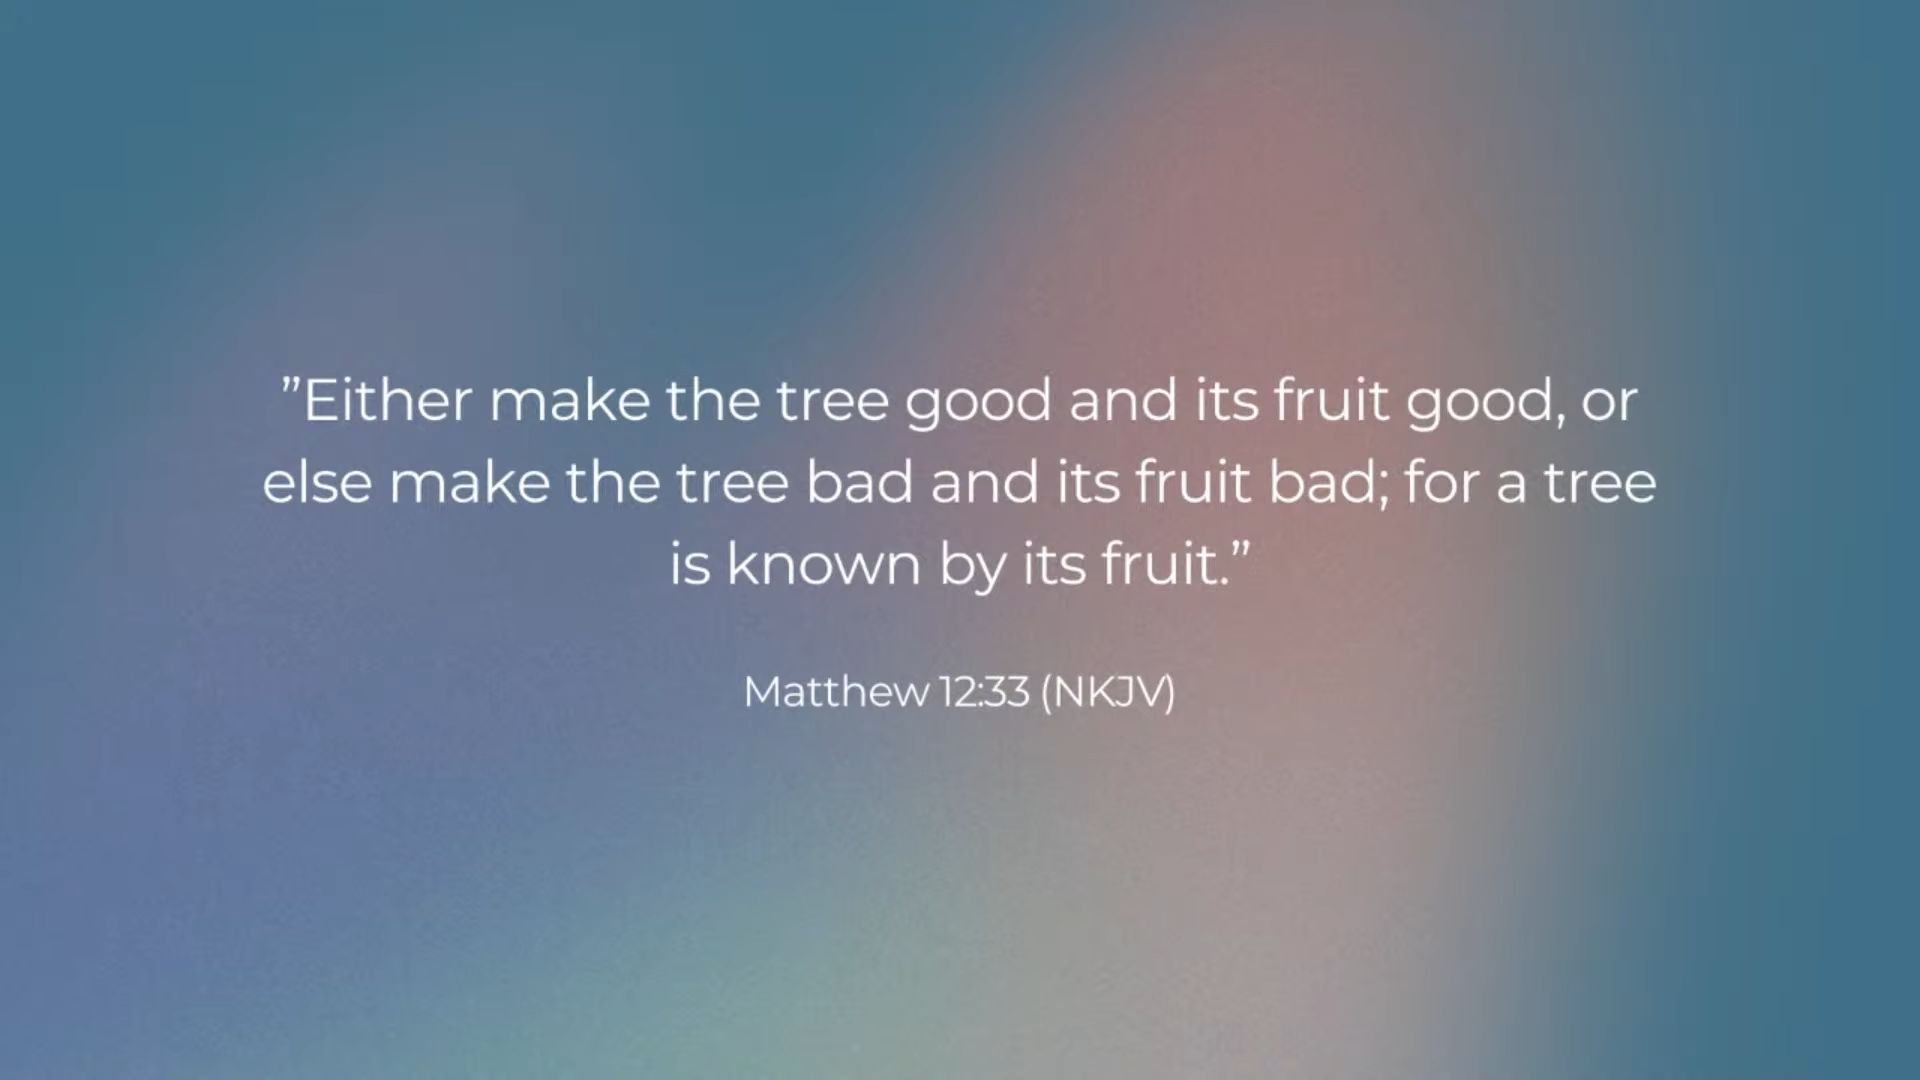 ”Either make the tree good and its fruit good, or
else make the tree bad and its fruit bad; for a tree
is known by its fruit.”
Matthew 12:33 (NKJV)